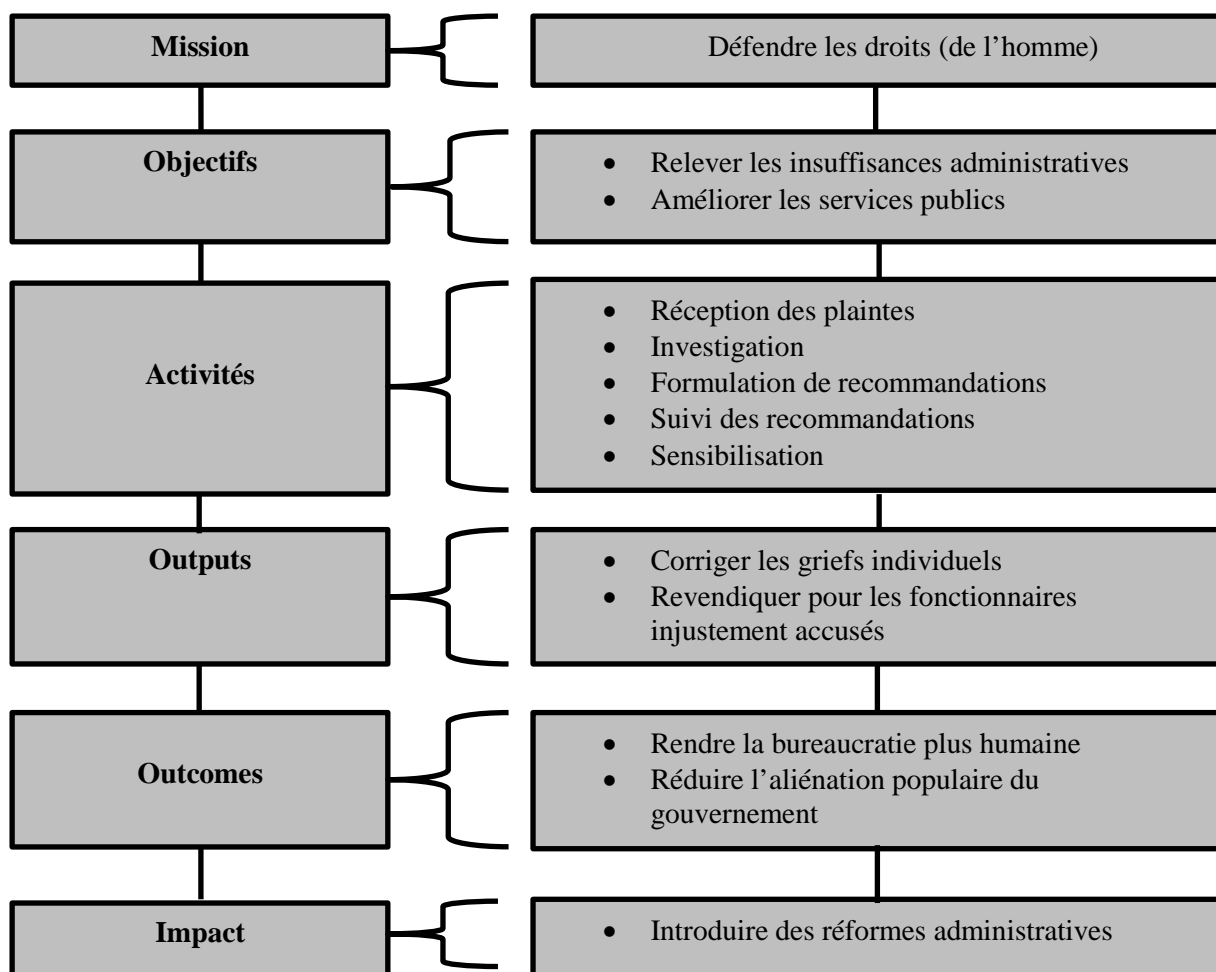 Mission
Défendre les droits (de l’homme)
Objectifs
• Relever les insuffisances administratives
• Améliorer les services publics
Activités
• Réception des plaintes
• Investigation
• Formulation de recommandations
• Suivi des recommandations
• Sensibilisation
Outputs
• Corriger les griefs individuels
• Revendiquer pour les fonctionnaires
injustement accusés
Outcomes
• Rendre la bureaucratie plus humaine
• Réduire l’aliénation populaire du
gouvernement
Impact
• Introduire des réformes administratives